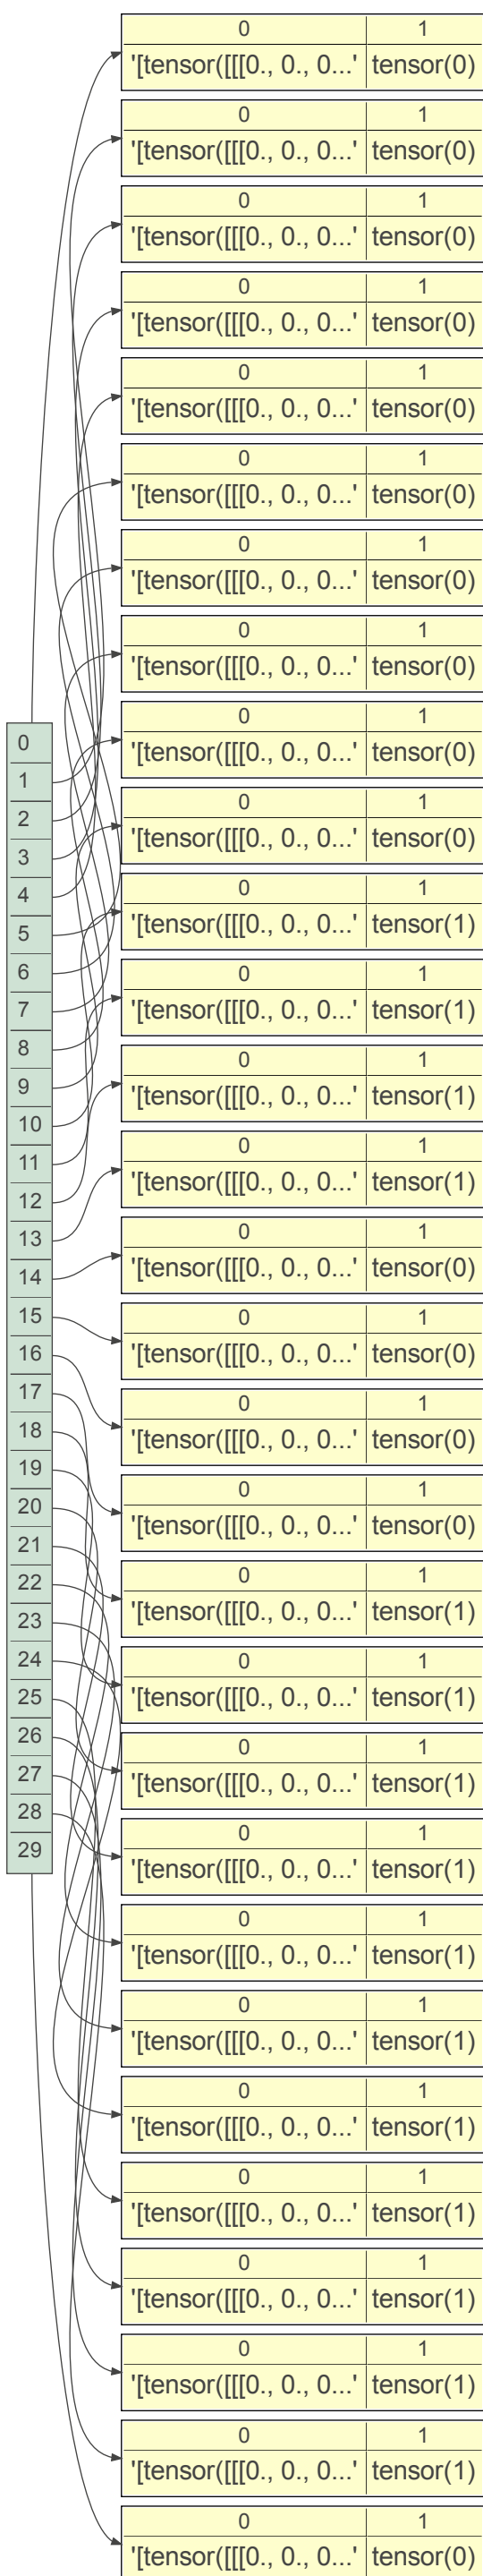 0 1
'[tensor([[[0., 0., 0...' tensor(0)
0 1
'[tensor([[[0., 0., 0...' tensor(0)
0 1
'[tensor([[[0., 0., 0...' tensor(0)
0 1
'[tensor([[[0., 0., 0...' tensor(0)
0 1
'[tensor([[[0., 0., 0...' tensor(0)
0 1
'[tensor([[[0., 0., 0...' tensor(0)
0 1
'[tensor([[[0., 0., 0...' tensor(0)
0 1
'[tensor([[[0., 0., 0...' tensor(0)
0 1
'[tensor([[[0., 0., 0...' tensor(0)
0 1
'[tensor([[[0., 0., 0...' tensor(0)
0 1
'[tensor([[[0., 0., 0...' tensor(1)
0 1
'[tensor([[[0., 0., 0...' tensor(1)
0 1
'[tensor([[[0., 0., 0...' tensor(1)
0 1
'[tensor([[[0., 0., 0...' tensor(1)
0 1
'[tensor([[[0., 0., 0...' tensor(0)
0 1
'[tensor([[[0., 0., 0...' tensor(0)
0 1
'[tensor([[[0., 0., 0...' tensor(0)
0 1
'[tensor([[[0., 0., 0...' tensor(0)
0 1
'[tensor([[[0., 0., 0...' tensor(1)
0 1
'[tensor([[[0., 0., 0...' tensor(1)
0 1
'[tensor([[[0., 0., 0...' tensor(1)
0 1
'[tensor([[[0., 0., 0...' tensor(1)
0 1
'[tensor([[[0., 0., 0...' tensor(1)
0 1
'[tensor([[[0., 0., 0...' tensor(1)
0 1
'[tensor([[[0., 0., 0...' tensor(1)
0 1
'[tensor([[[0., 0., 0...' tensor(1)
0 1
'[tensor([[[0., 0., 0...' tensor(1)
0 1
'[tensor([[[0., 0., 0...' tensor(1)
0 1
'[tensor([[[0., 0., 0...' tensor(1)
0 1
'[tensor([[[0., 0., 0...' tensor(0)
0
1
2
3
4
5
6
7
8
9
10
11
12
13
14
15
16
17
18
19
20
21
22
23
24
25
26
27
28
29